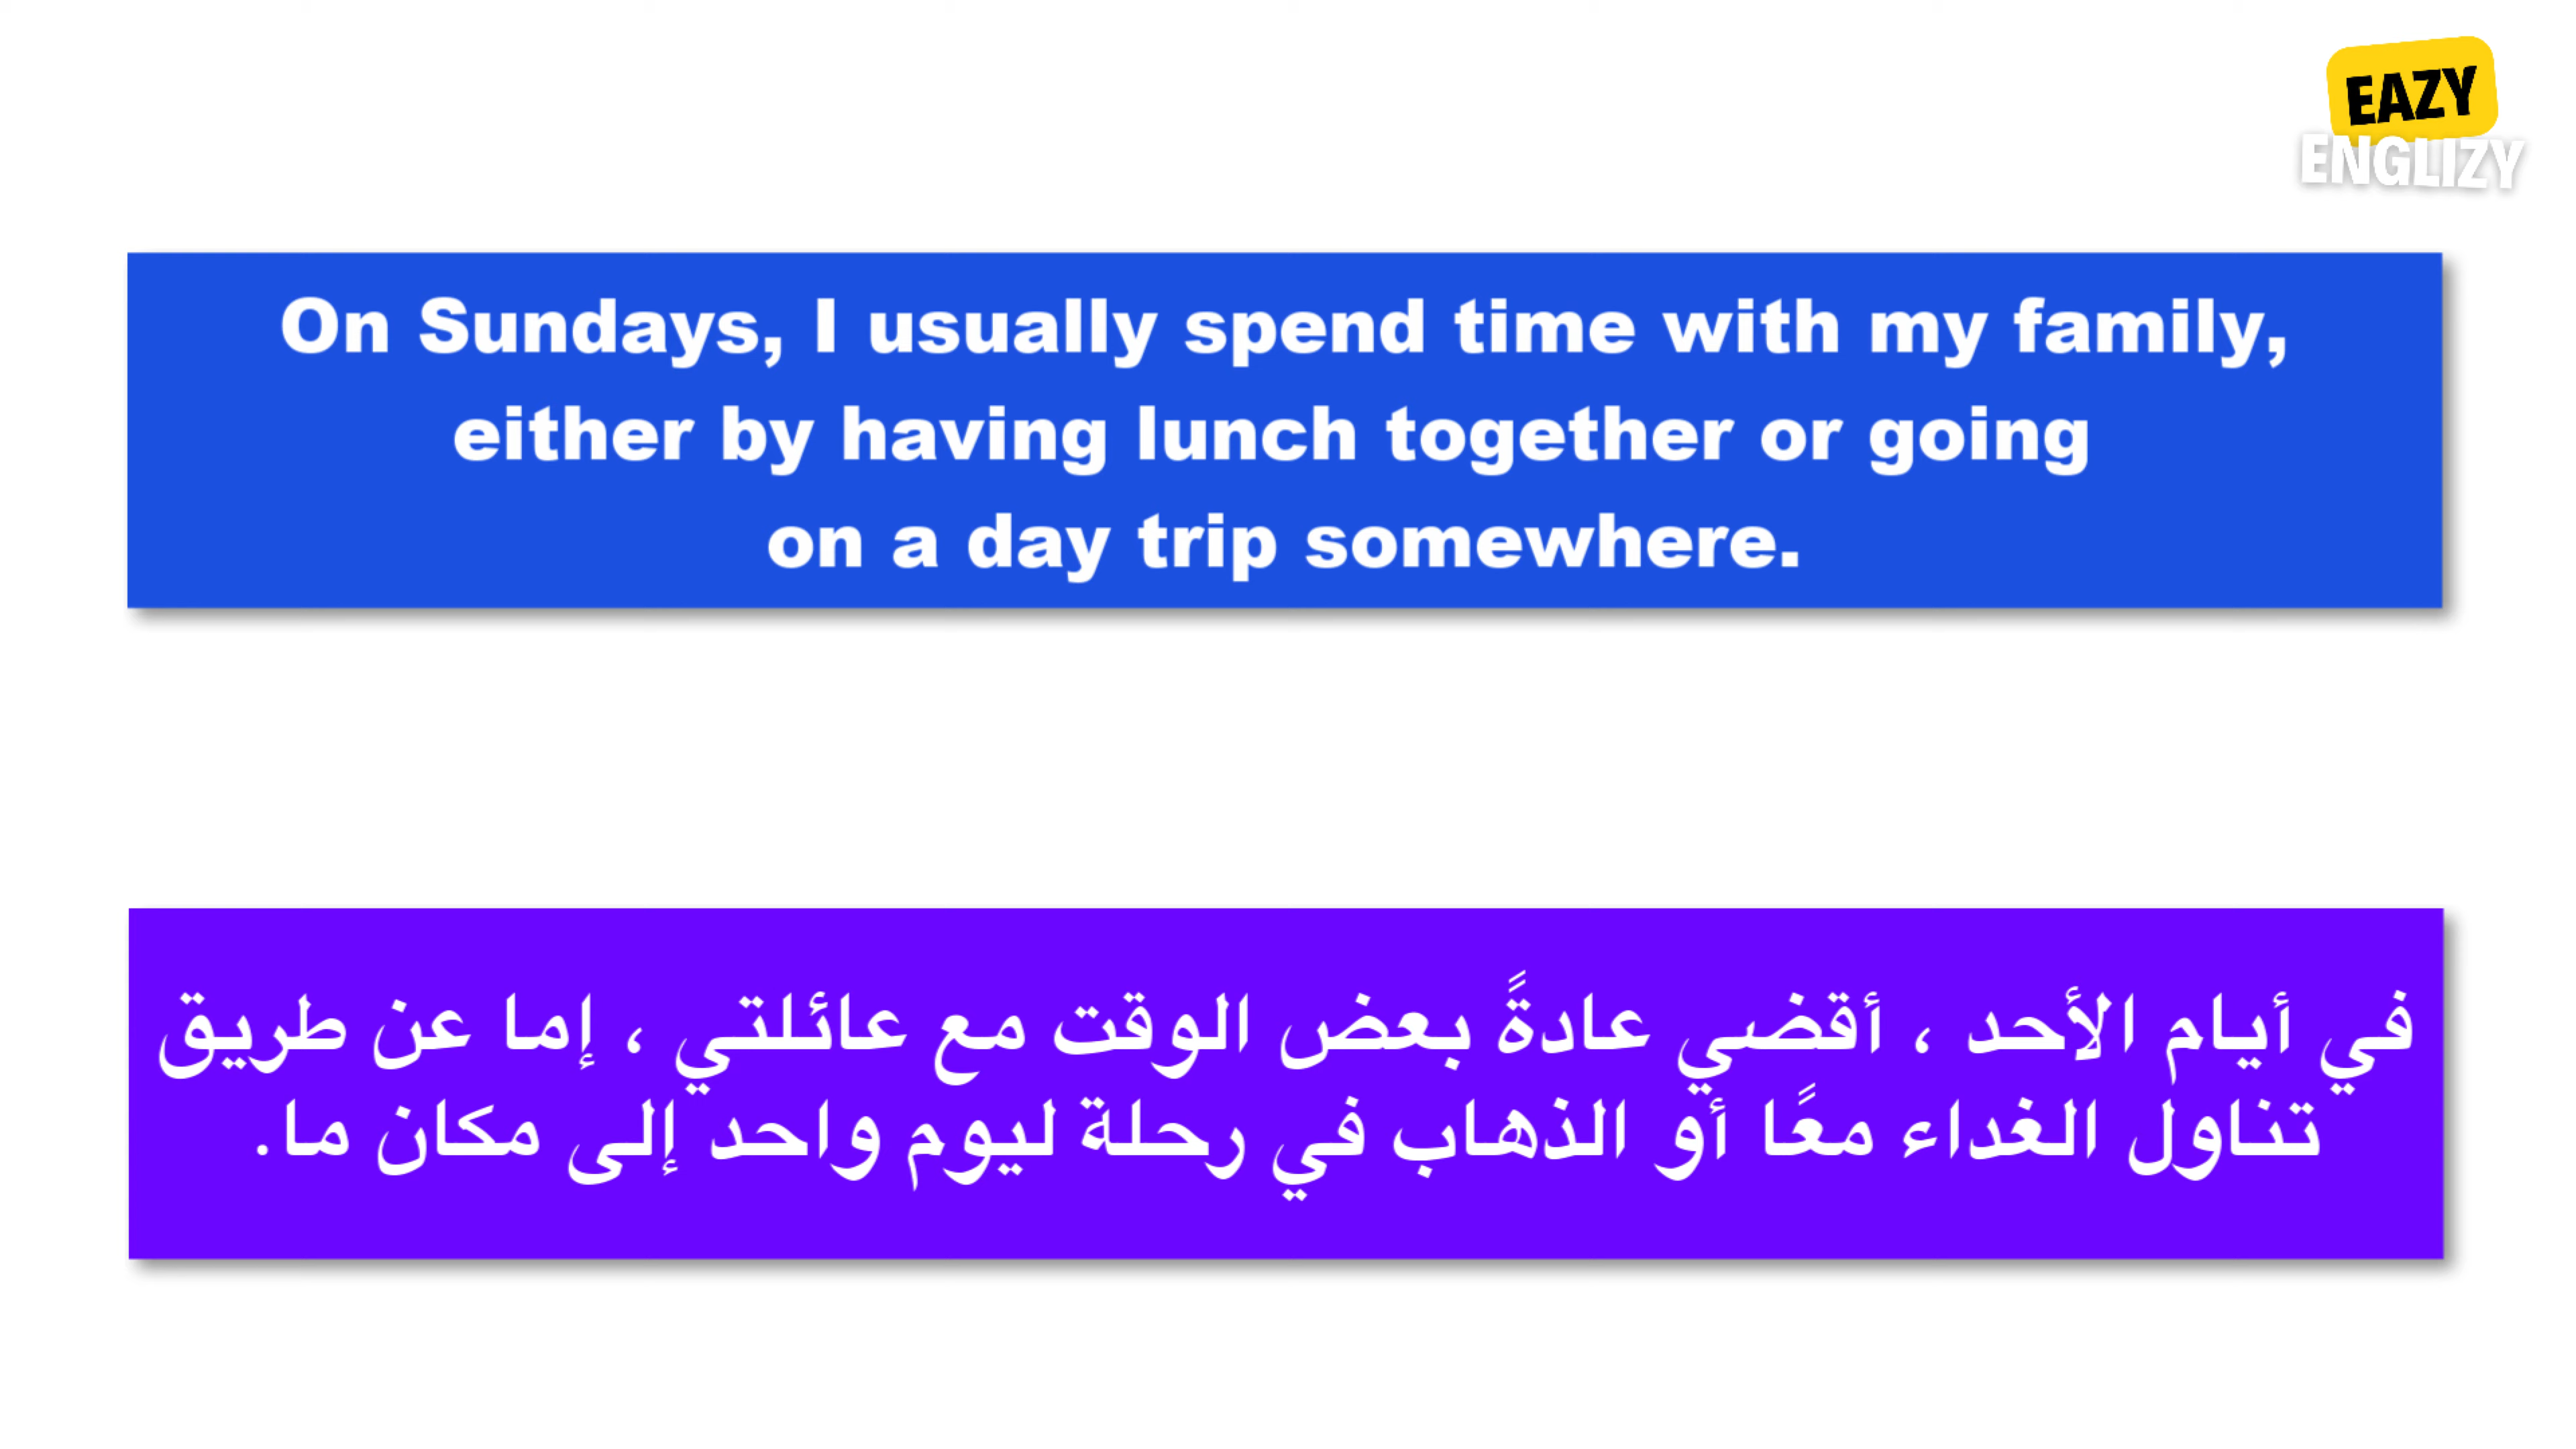 EAZY
ENGLIZY
On Sundays, I usually spend time with my family,
either by having lunch together or going
on a day trip somewhere.
في أيام الأحد ، أقضي عادةً بعض الوقت مع عائلتي ، إما عن طريق
تناول الغداء معًا أو الذهاب في رحلة ليوم واحد إلى مكان ما.